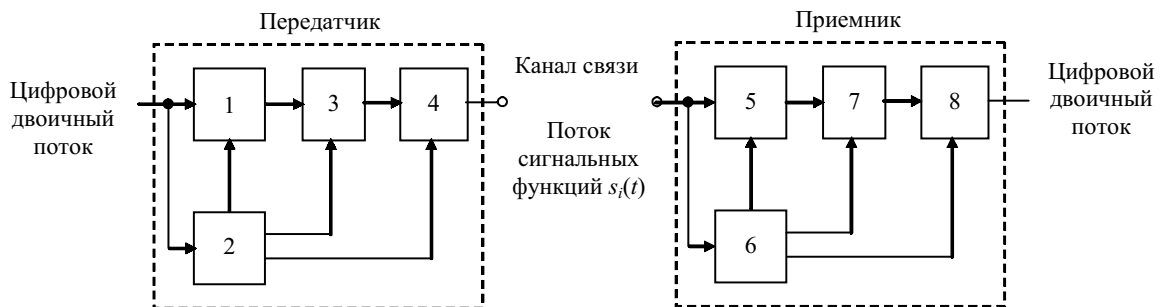 Передатчик
Приемник
Цифровой
двоичный
поток
1
3
4
2
Канал связи
Поток
сигнальных
функций sᵢ(t)
5
7
8
6
Цифровой
двоичный
поток